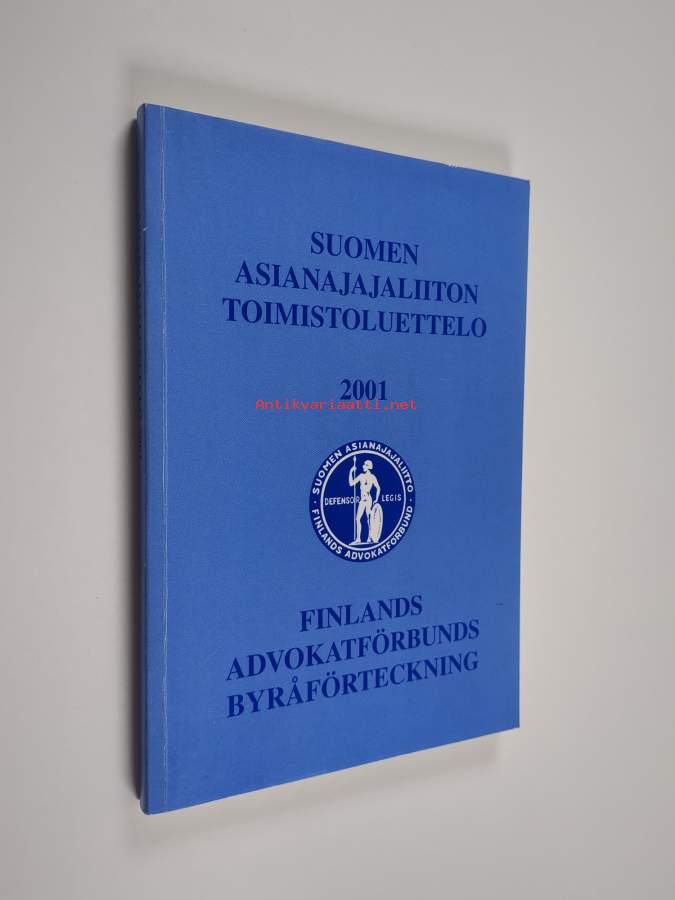 SUOMEN
ASIANAJAJALIITON
TOIMISTOLUETTELO
2001
Antikvariaatti.net
SUOMEN ASIANAJAJALIITTO
DEFENSOR LEGIS
· FINLANDS ADVOKATFÖRBUND ·
FINLANDS
ADVOKATFÖRBUNDS
BYRÅFÖRTECKNING